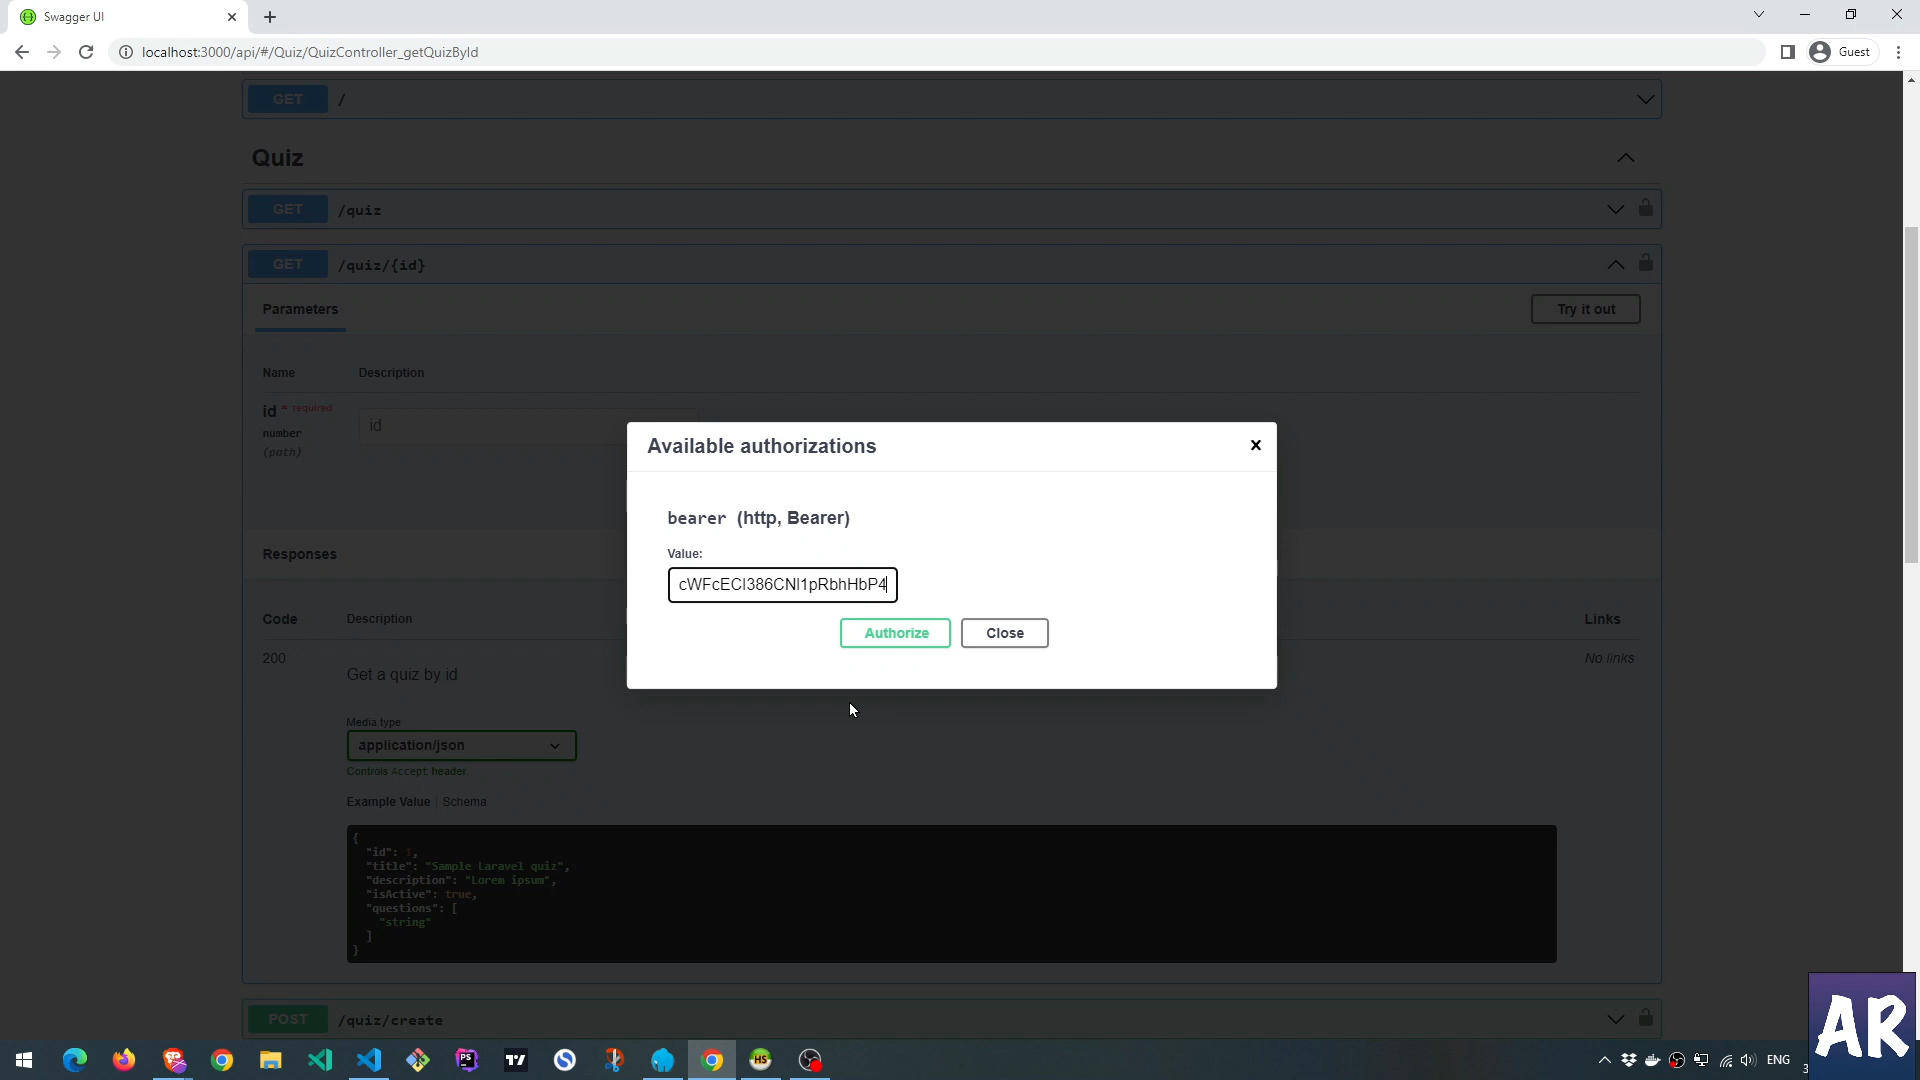 Swagger UI
localhost:3000/api/#/Quiz/QuizController_getQuizById
Guest
GET /
Quiz
GET /quiz
GET /quiz/{id}
Parameters
Try it out
Name Description
id * required
number
(path)
id
Available authorizations
bearer (http, Bearer)
Value:
cWFcECI386CNl1pRbhHbP4
Authorize Close
Responses
Code Description Links
200
Get a quiz by id
No links
Media type
application/json
Controls Accept header.
Example Value | Schema
{
"id": 1,
"title": "Sample Laravel quiz",
"description": "Lorem ipsum",
"isActive": true,
"questions": [
"string"
]
}
POST /quiz/create
AR
PS
HS
ENG
3